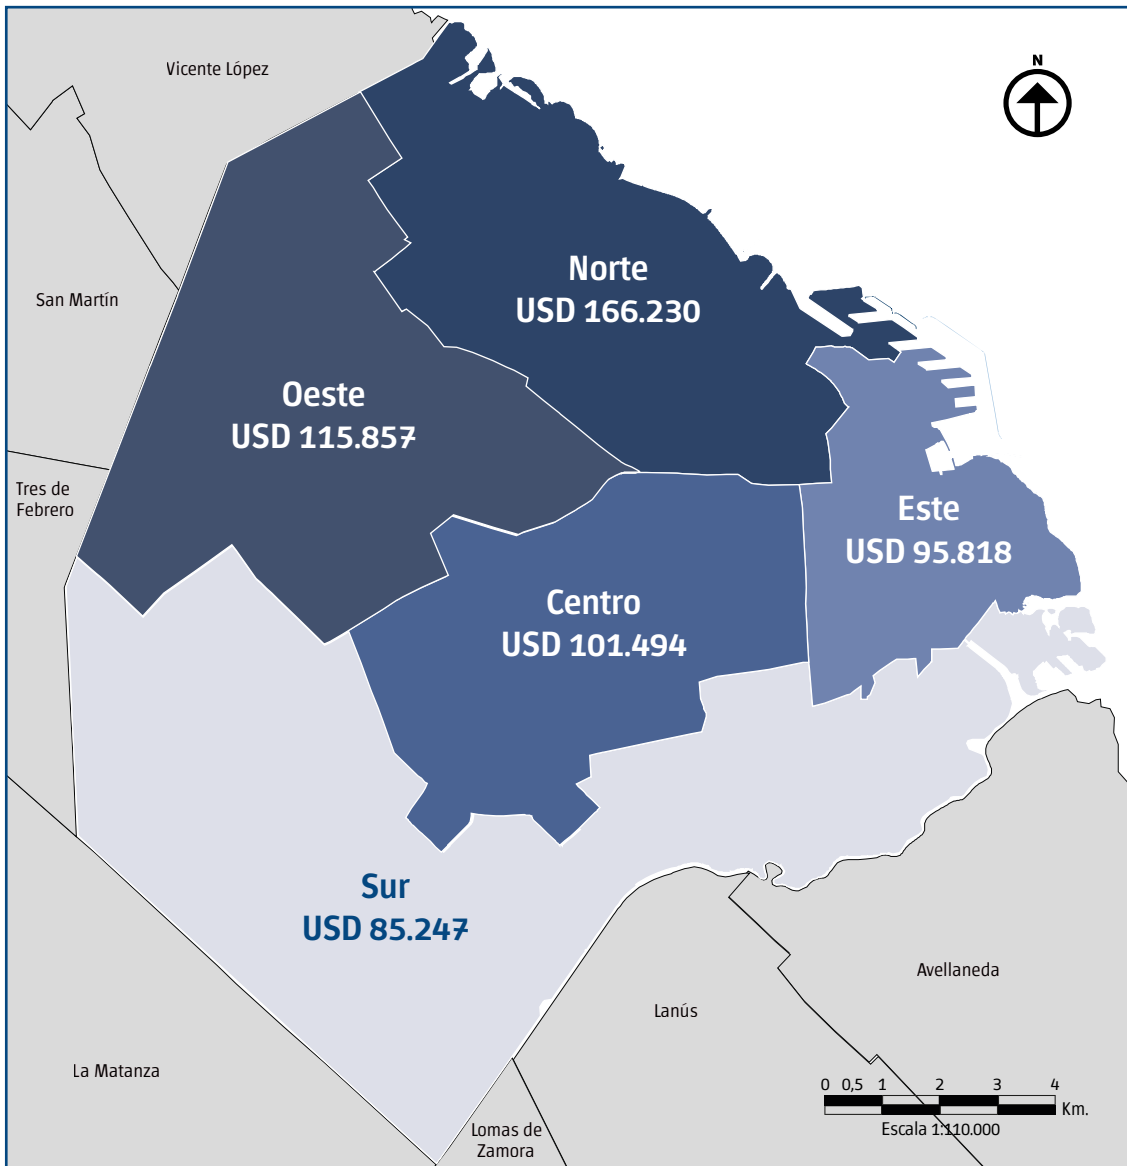 Vicente López
N
Norte
USD 166.230
San Martín
Oeste
USD 115.857
Tres de
Febrero
Este
USD 95.818
Centro
USD 101.494
Sur
USD 85.247
Avellaneda
Lanús
La Matanza
0 0,5 1 2 3 4
Km.
Escala 1:110.000
Lomas de
Zamora